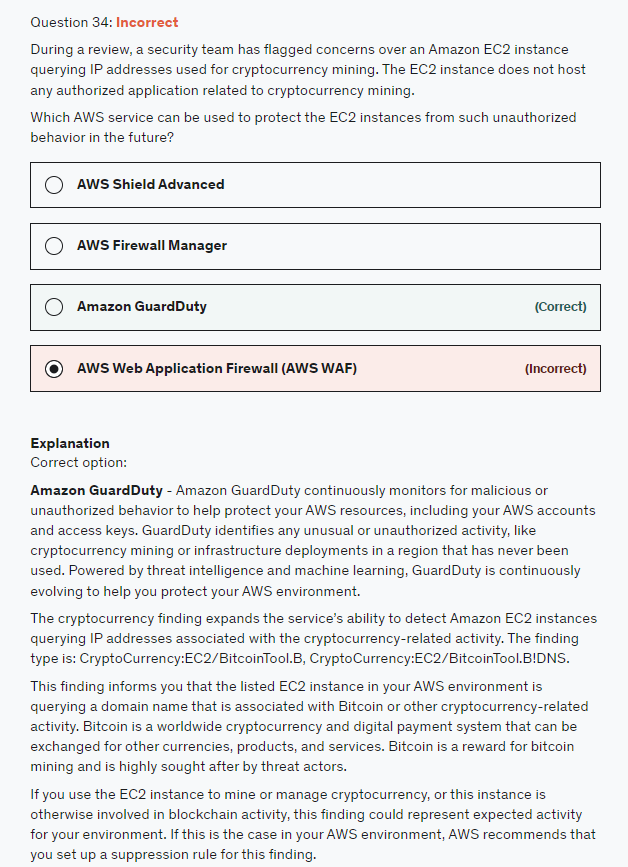 Question 34: Incorrect
During a review, a security team has flagged concerns over an Amazon EC2 instance
querying IP addresses used for cryptocurrency mining. The EC2 instance does not host
any authorized application related to cryptocurrency mining.
Which AWS service can be used to protect the EC2 instances from such unauthorized
behavior in the future?
AWS Shield Advanced
AWS Firewall Manager
Amazon GuardDuty (Correct)
AWS Web Application Firewall (AWS WAF) (Incorrect)
Explanation
Correct option:
Amazon GuardDuty - Amazon GuardDuty continuously monitors for malicious or
unauthorized behavior to help protect your AWS resources, including your AWS accounts
and access keys. GuardDuty identifies any unusual or unauthorized activity, like
cryptocurrency mining or infrastructure deployments in a region that has never been
used. Powered by threat intelligence and machine learning, GuardDuty is continuously
evolving to help you protect your AWS environment.
The cryptocurrency finding expands the service's ability to detect Amazon EC2 instances
querying IP addresses associated with the cryptocurrency-related activity. The finding
type is: CryptoCurrency:EC2/BitcoinTool.B, CryptoCurrency:EC2/BitcoinTool.B!DNS.
This finding informs you that the listed EC2 instance in your AWS environment is
querying a domain name that is associated with Bitcoin or other cryptocurrency-related
activity. Bitcoin is a worldwide cryptocurrency and digital payment system that can be
exchanged for other currencies, products, and services. Bitcoin is a reward for bitcoin
mining and is highly sought after by threat actors.
If you use the EC2 instance to mine or manage cryptocurrency, or this instance is
otherwise involved in blockchain activity, this finding could represent expected activity
for your environment. If this is the case in your AWS environment, AWS recommends that
you set up a suppression rule for this finding.